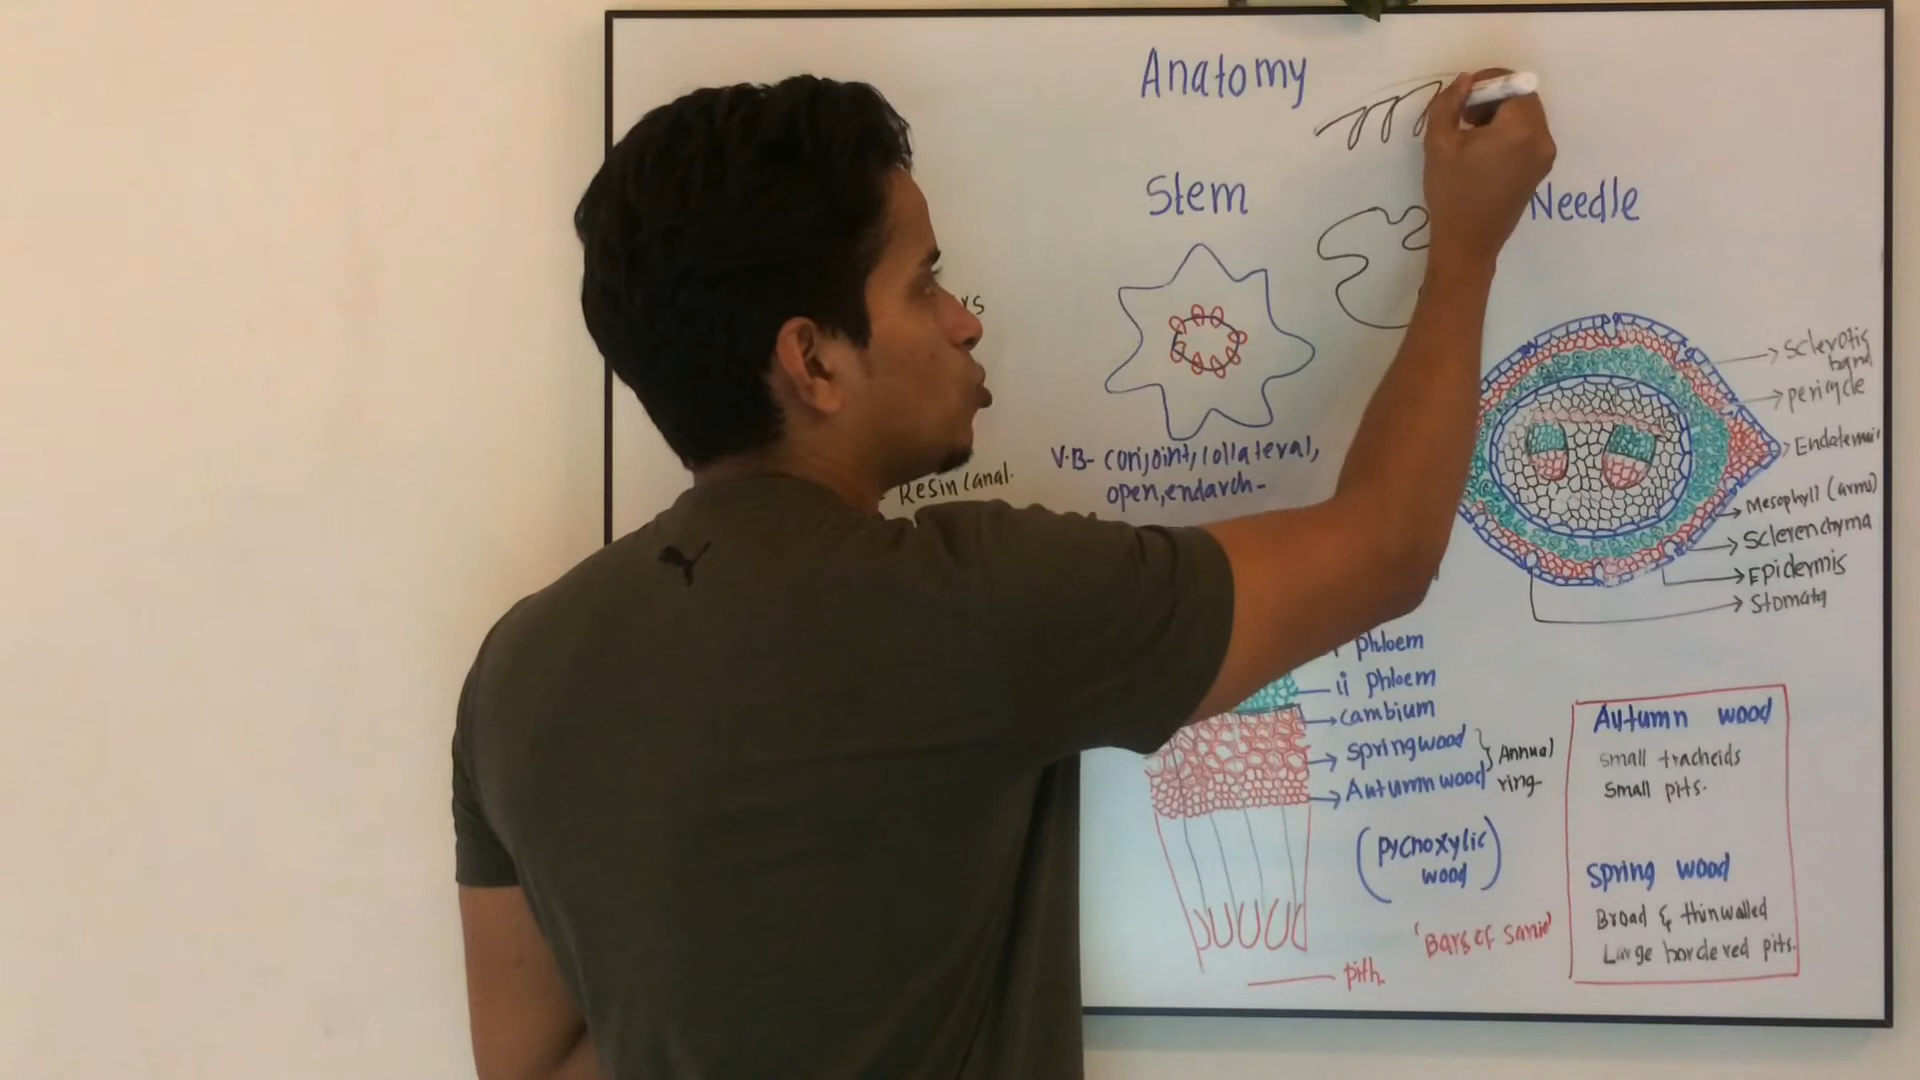 Anatomy
Stem
Needle
Resin canal.
V.B- conjoint, collateral,
open, endarch-
sclerotis
band
pericycle
Mesophyll (arms)
Sclerenchyma
Epidermis
Stomata
phloem
ii phloem
cambium
springwood
Autumn wood
Annual
ring
(Pycnoxylic
wood)
'Bars of sanio'
pith.
Autumn wood
small tracheids
small pits.
spring wood
Broad & thinwalled
Large bordered pits.